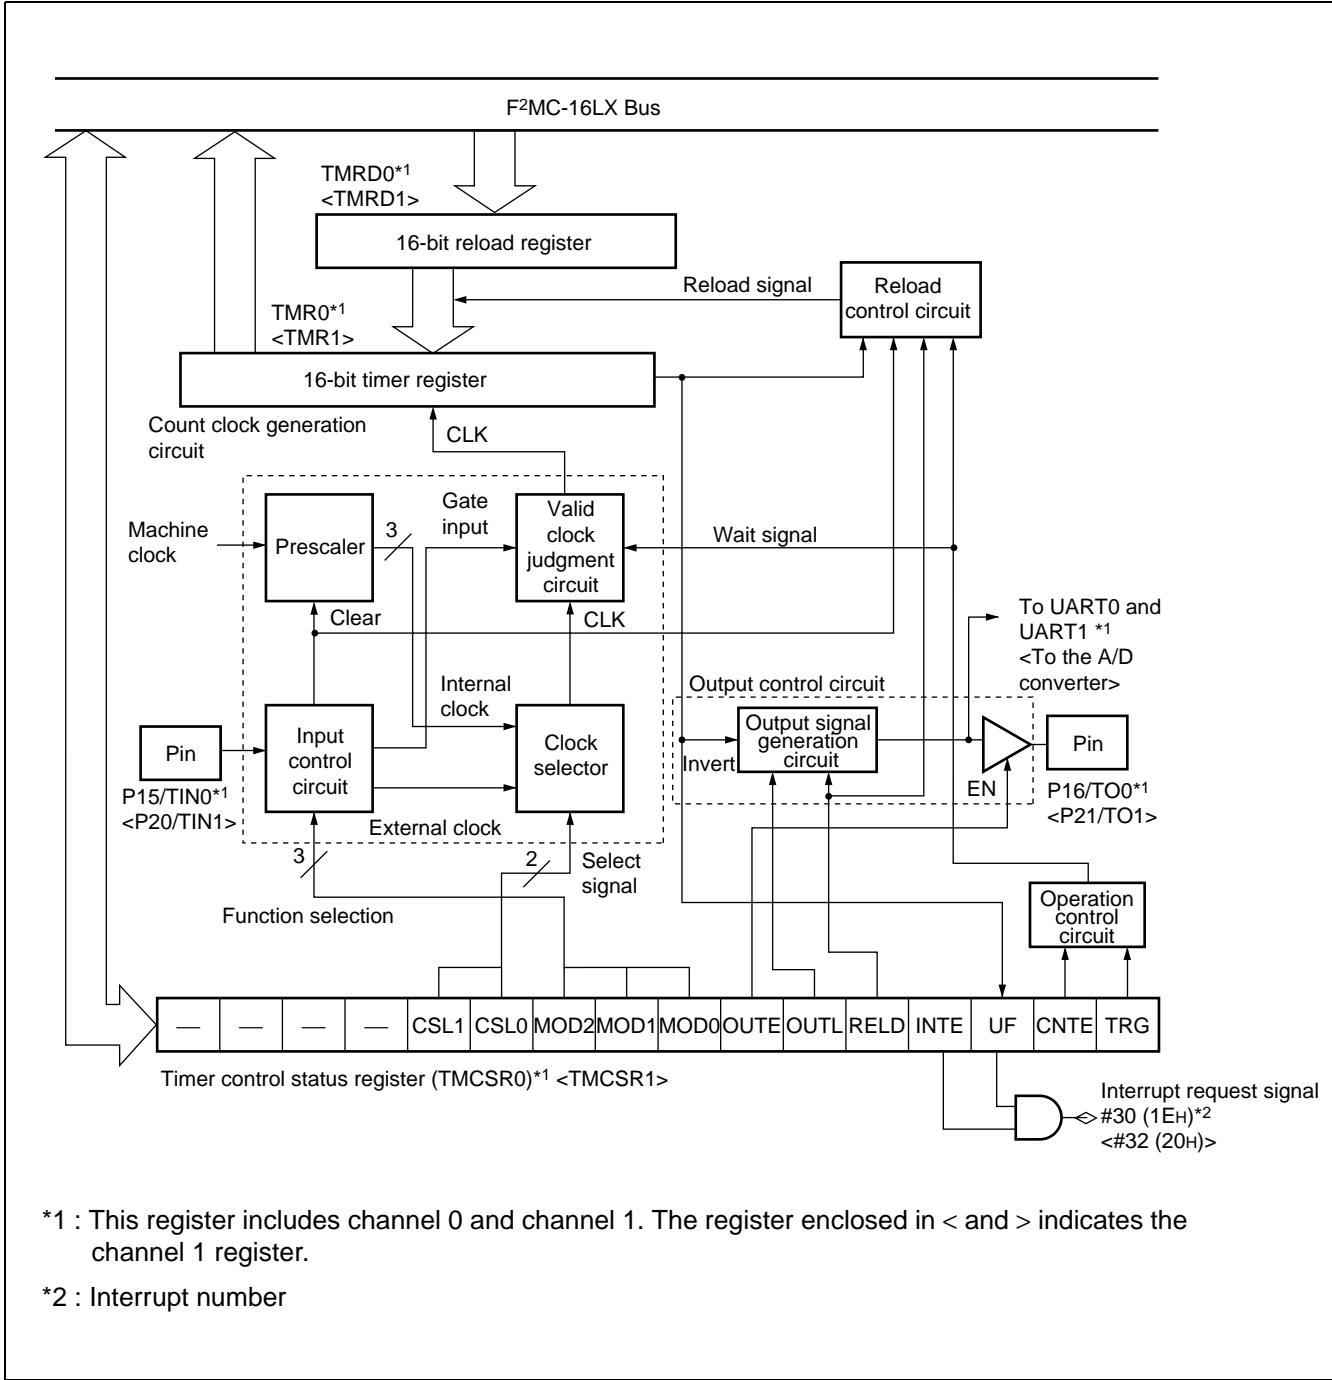 F²MC-16LX Bus
TMRD0*1
<TMRD1>
16-bit reload register
Reload signal
Reload
control circuit
TMR0*1
<TMR1>
16-bit timer register
Count clock generation
circuit
CLK
Machine
clock
Prescaler
3
Gate
input
Valid
clock
judgment
circuit
Wait signal
Clear
CLK
To UART0 and
UART1 *1
<To the A/D
converter>
Internal
clock
Output control circuit
Pin
Input
control
circuit
Clock
selector
Invert
Output signal
generation
circuit
EN
Pin
P15/TIN0*1
<P20/TIN1>
P16/TO0*1
<P21/TO1>
External clock
3
2
Select
signal
Function selection
Operation
control
circuit
— — — — CSL1 CSL0 MOD2 MOD1 MOD0 OUTE OUTL RELD INTE UF CNTE TRG
Timer control status register (TMCSR0)*1 <TMCSR1>
Interrupt request signal
#30 (1EH)*2
<#32 (20H)>
*1 : This register includes channel 0 and channel 1. The register enclosed in < and > indicates the
channel 1 register.
*2 : Interrupt number